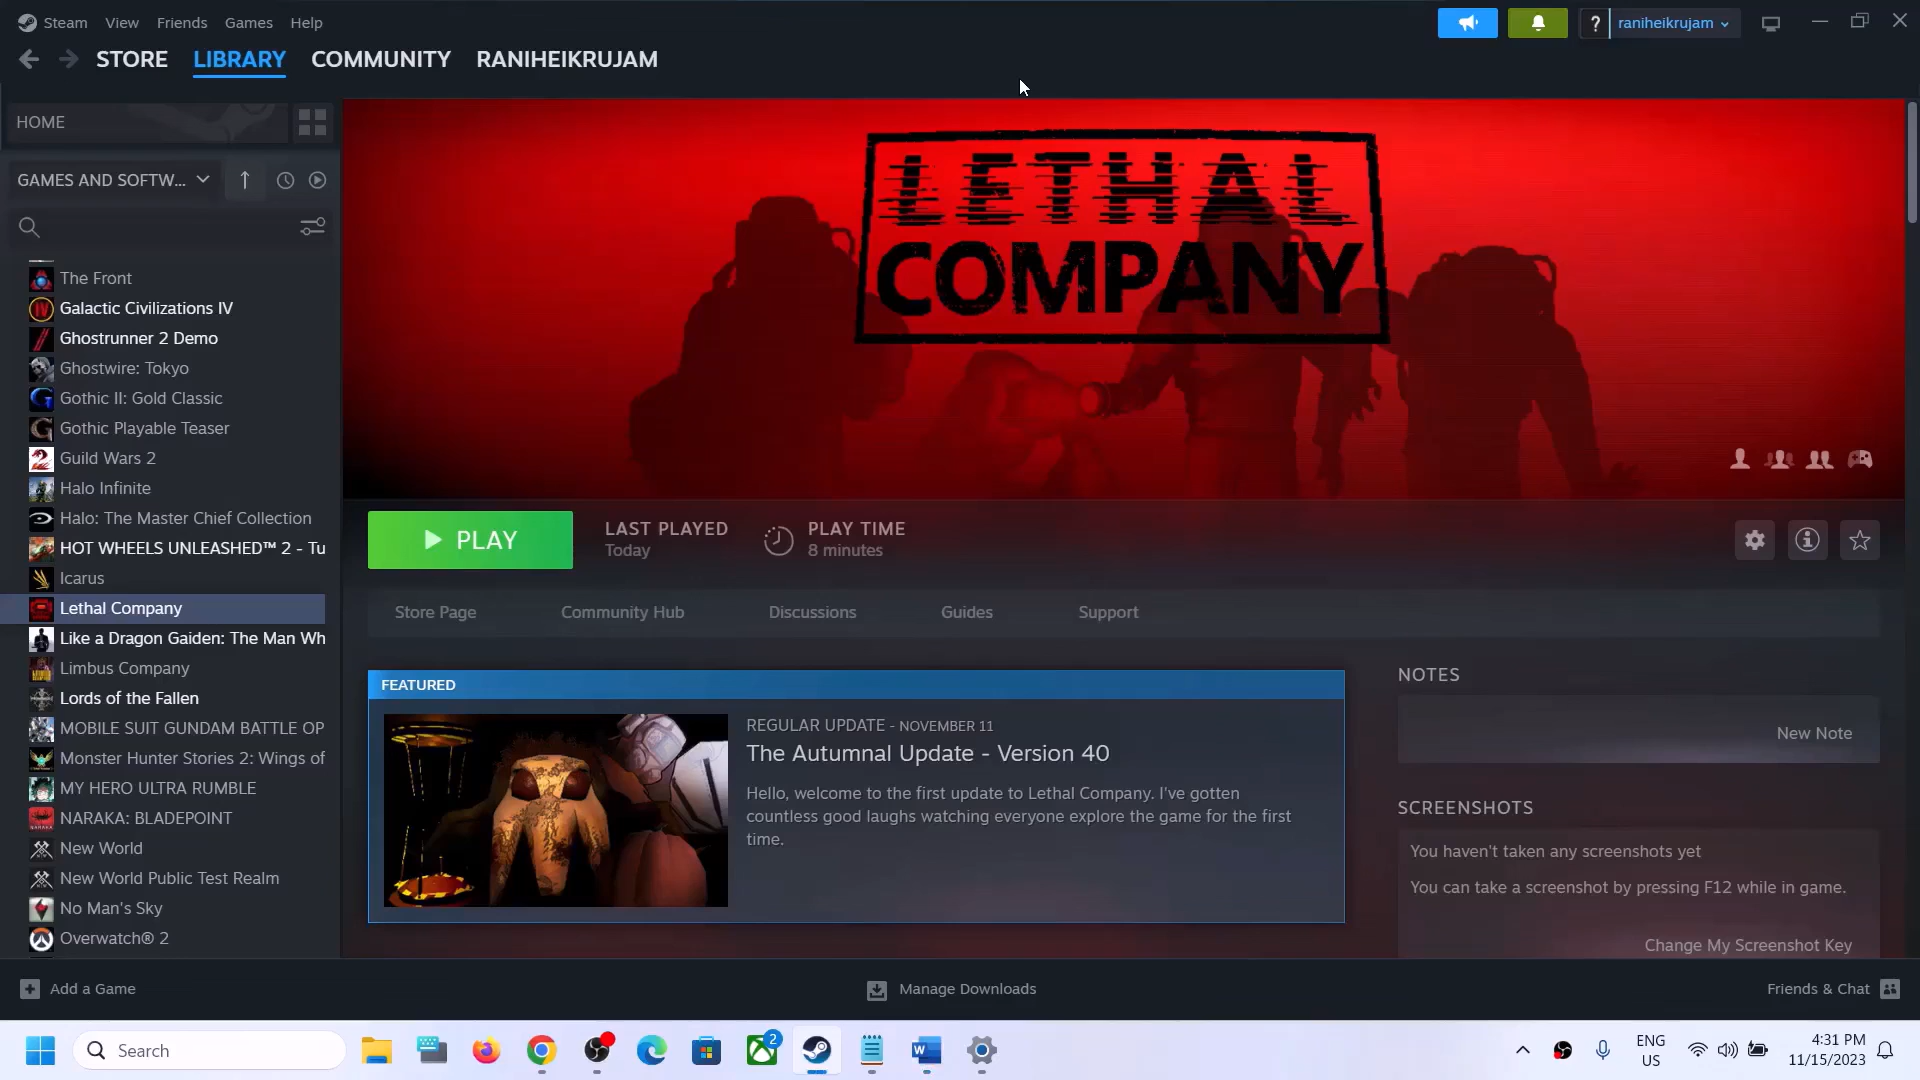 Steam View Friends Games Help
? raniheikrujam
STORE LIBRARY COMMUNITY RANIHEIKRUJAM
HOME
GAMES AND SOFTW...
The Front
Galactic Civilizations IV
Ghostrunner 2 Demo
Ghostwire: Tokyo
Gothic II: Gold Classic
Gothic Playable Teaser
Guild Wars 2
Halo Infinite
Halo: The Master Chief Collection
HOT WHEELS UNLEASHED™ 2 - Tu
Icarus
Lethal Company
Like a Dragon Gaiden: The Man Wh
Limbus Company
Lords of the Fallen
MOBILE SUIT GUNDAM BATTLE OP
Monster Hunter Stories 2: Wings of
MY HERO ULTRA RUMBLE
NARAKA: BLADEPOINT
New World
New World Public Test Realm
No Man's Sky
Overwatch® 2
LETHAL
COMPANY
PLAY
LAST PLAYED
Today
PLAY TIME
8 minutes
Store Page Community Hub Discussions Guides Support
FEATURED
REGULAR UPDATE - NOVEMBER 11
The Autumnal Update - Version 40
Hello, welcome to the first update to Lethal Company. I've gotten
countless good laughs watching everyone explore the game for the first
time.
NOTES
New Note
SCREENSHOTS
You haven't taken any screenshots yet
You can take a screenshot by pressing F12 while in game.
Change My Screenshot Key
Add a Game
Manage Downloads
Friends & Chat
Search
2
ENG
US
4:31 PM
11/15/2023